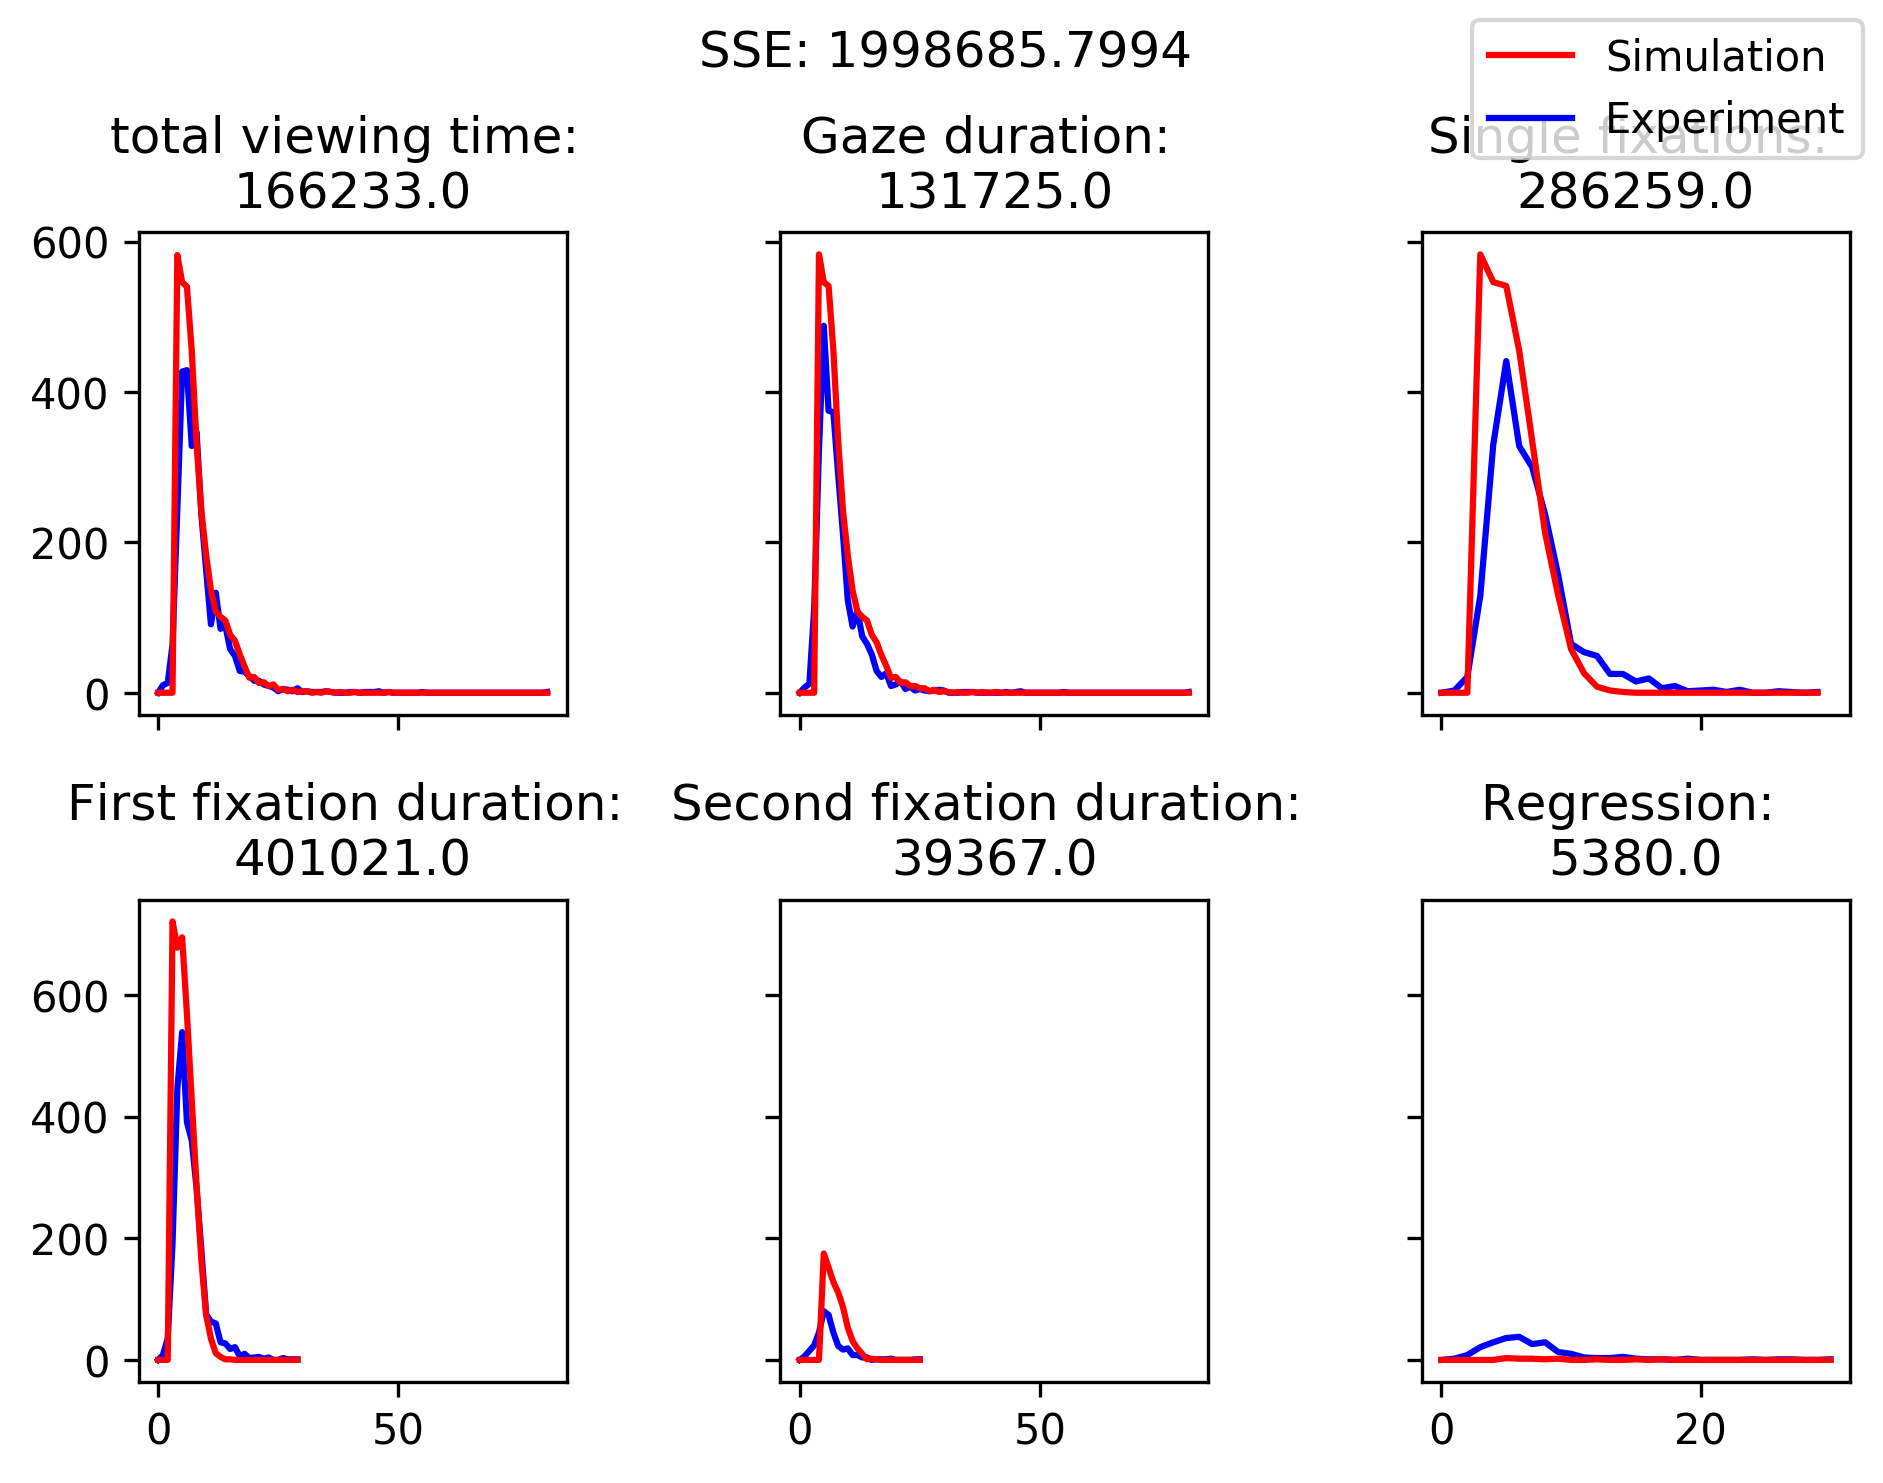 SSE: 1998685.7994
Simulation
Experiment
total viewing time:
166233.0
Gaze duration:
131725.0
Single fixations:
286259.0
600
400
200
0
First fixation duration:
401021.0
Second fixation duration:
39367.0
Regression:
5380.0
600
400
200
0
0 50
0 50
0 20